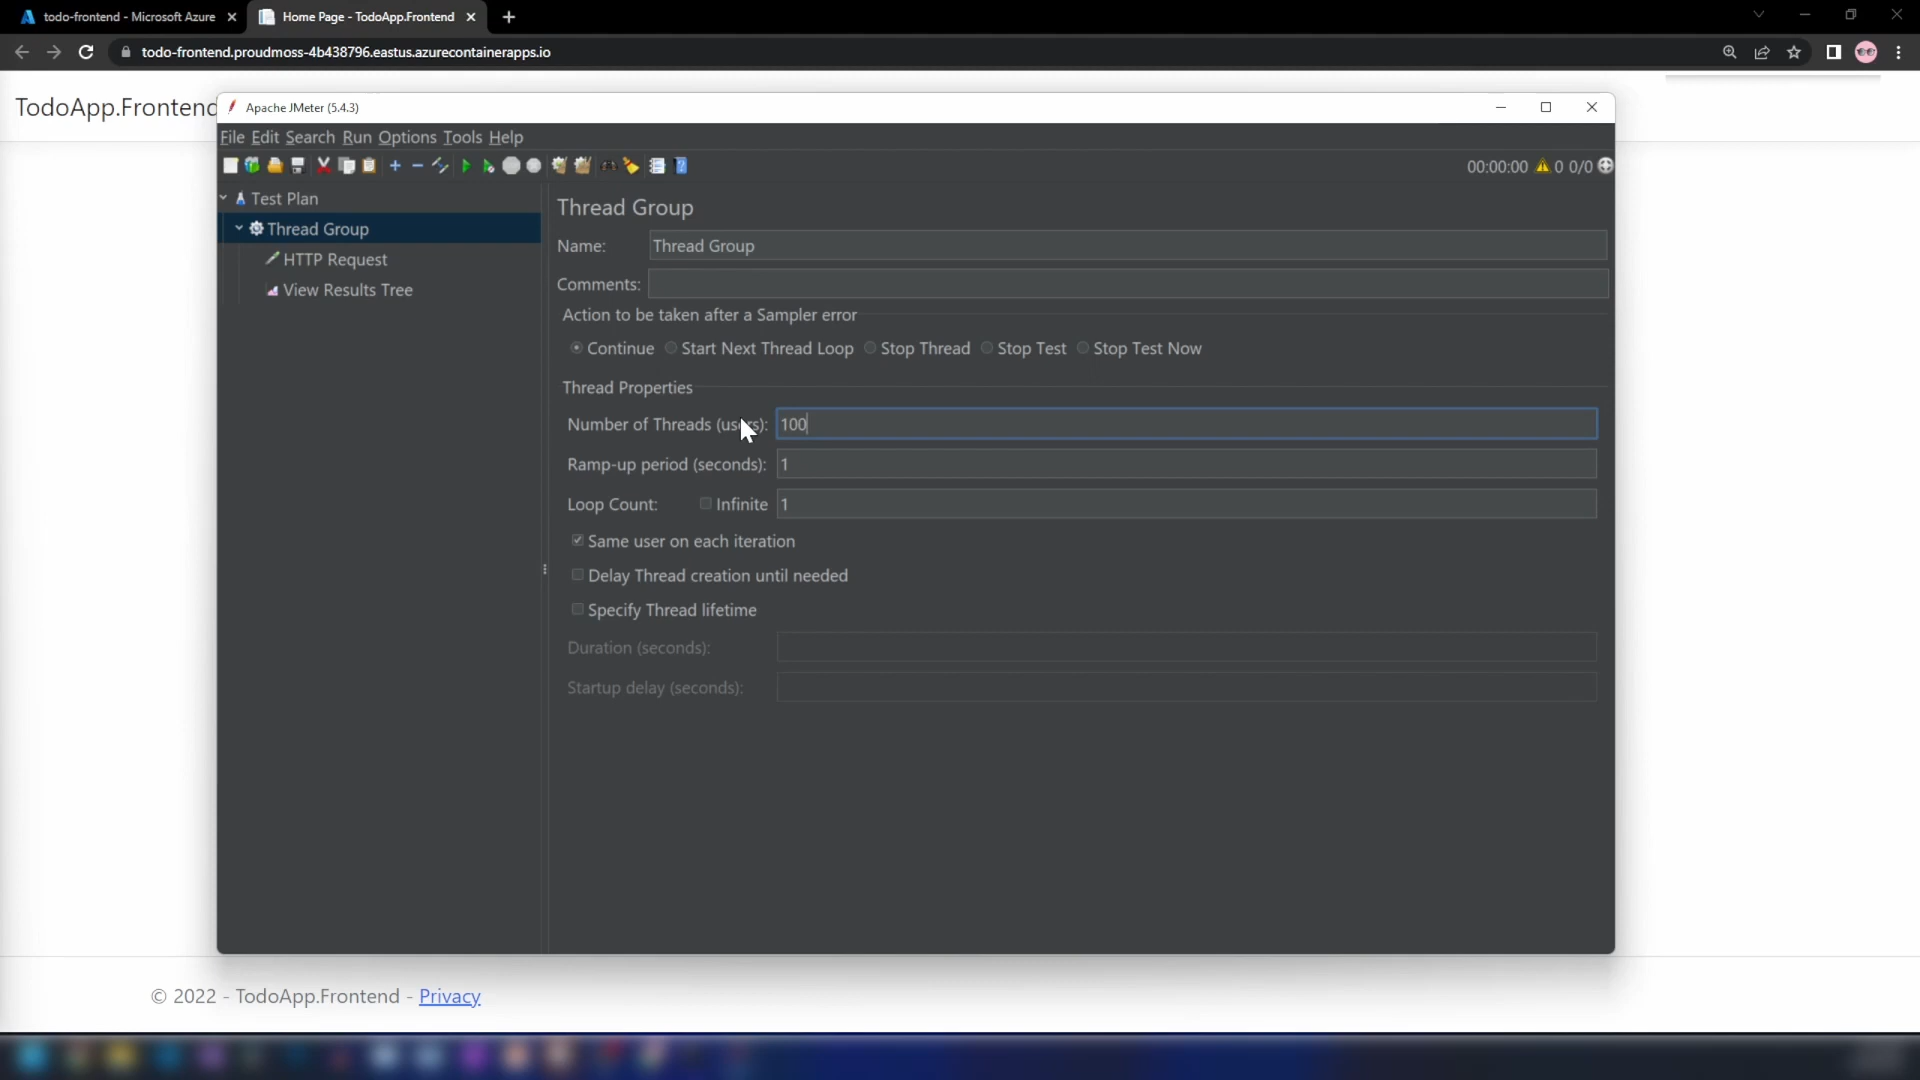 todo-frontend - Microsoft Azure
Home Page - TodoApp.Frontend
todo-frontend.proudmoss-4b438796.eastus.azurecontainerapps.io
TodoApp.Frontend
Apache JMeter (5.4.3)
File Edit Search Run Options Tools Help
00:00:00 0 0/0
Test Plan
Thread Group
HTTP Request
View Results Tree
Thread Group
Name: Thread Group
Comments:
Action to be taken after a Sampler error
Continue Start Next Thread Loop Stop Thread Stop Test Stop Test Now
Thread Properties
Number of Threads (users): 100
Ramp-up period (seconds): 1
Loop Count: Infinite 1
Same user on each iteration
Delay Thread creation until needed
Specify Thread lifetime
Duration (seconds):
Startup delay (seconds):
© 2022 - TodoApp.Frontend - Privacy